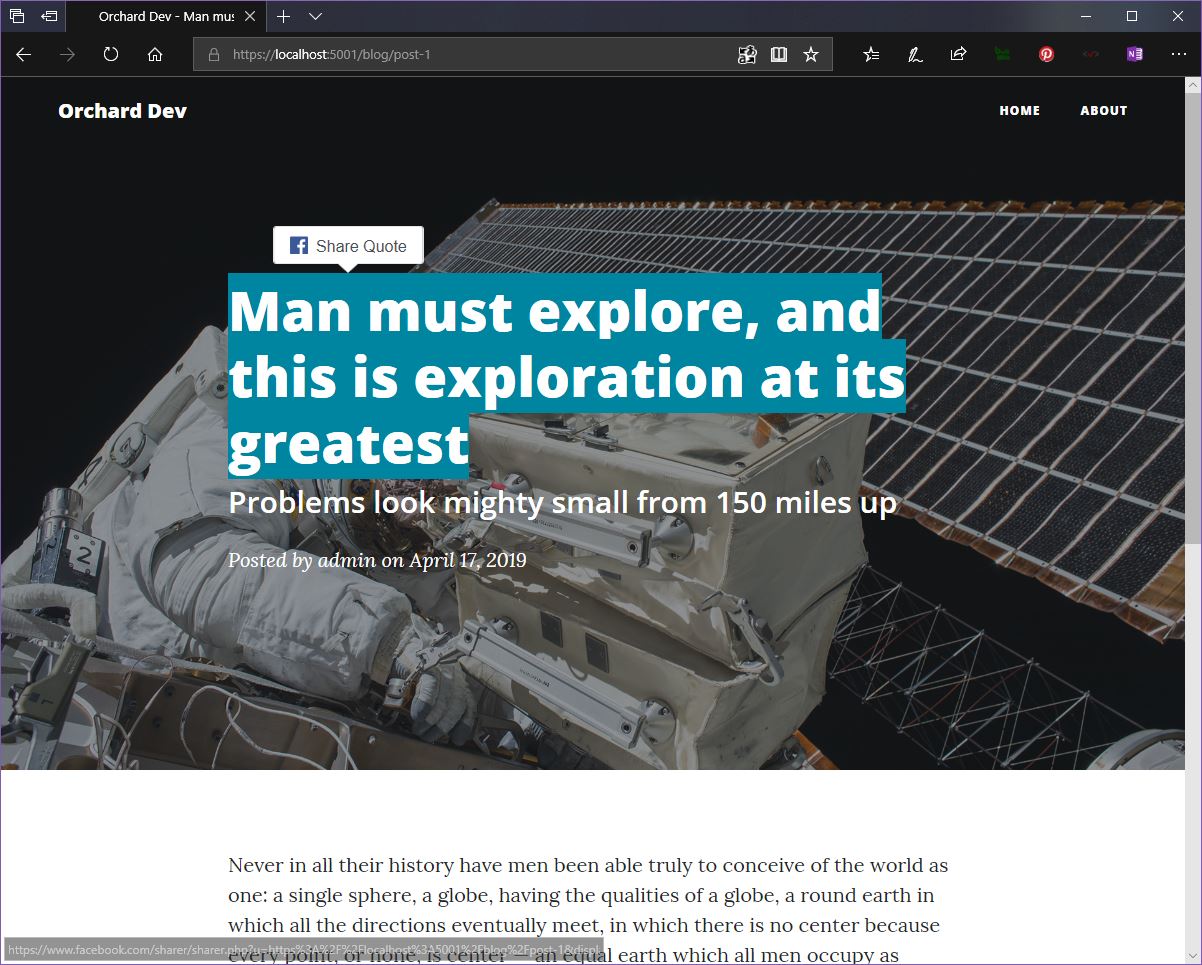 Orchard Dev - Man mus
https://localhost:5001/blog/post-1
Orchard Dev
HOME
ABOUT
Share Quote
Man must explore, and
this is exploration at its
greatest
Problems look mighty small from 150 miles up
Posted by admin on April 17, 2019
2
Never in all their history have men been able truly to conceive of the world as
one: a single sphere, a globe, having the qualities of a globe, a round earth in
which all the directions eventually meet, in which there is no center because
every point, or none, is center — an equal earth which all men occupy as
https://www.facebook.com/sharer/sharer.php?u=https%3A%2F%2Flocalhost%3A5001%2Fblog%2Fpost-1&displ